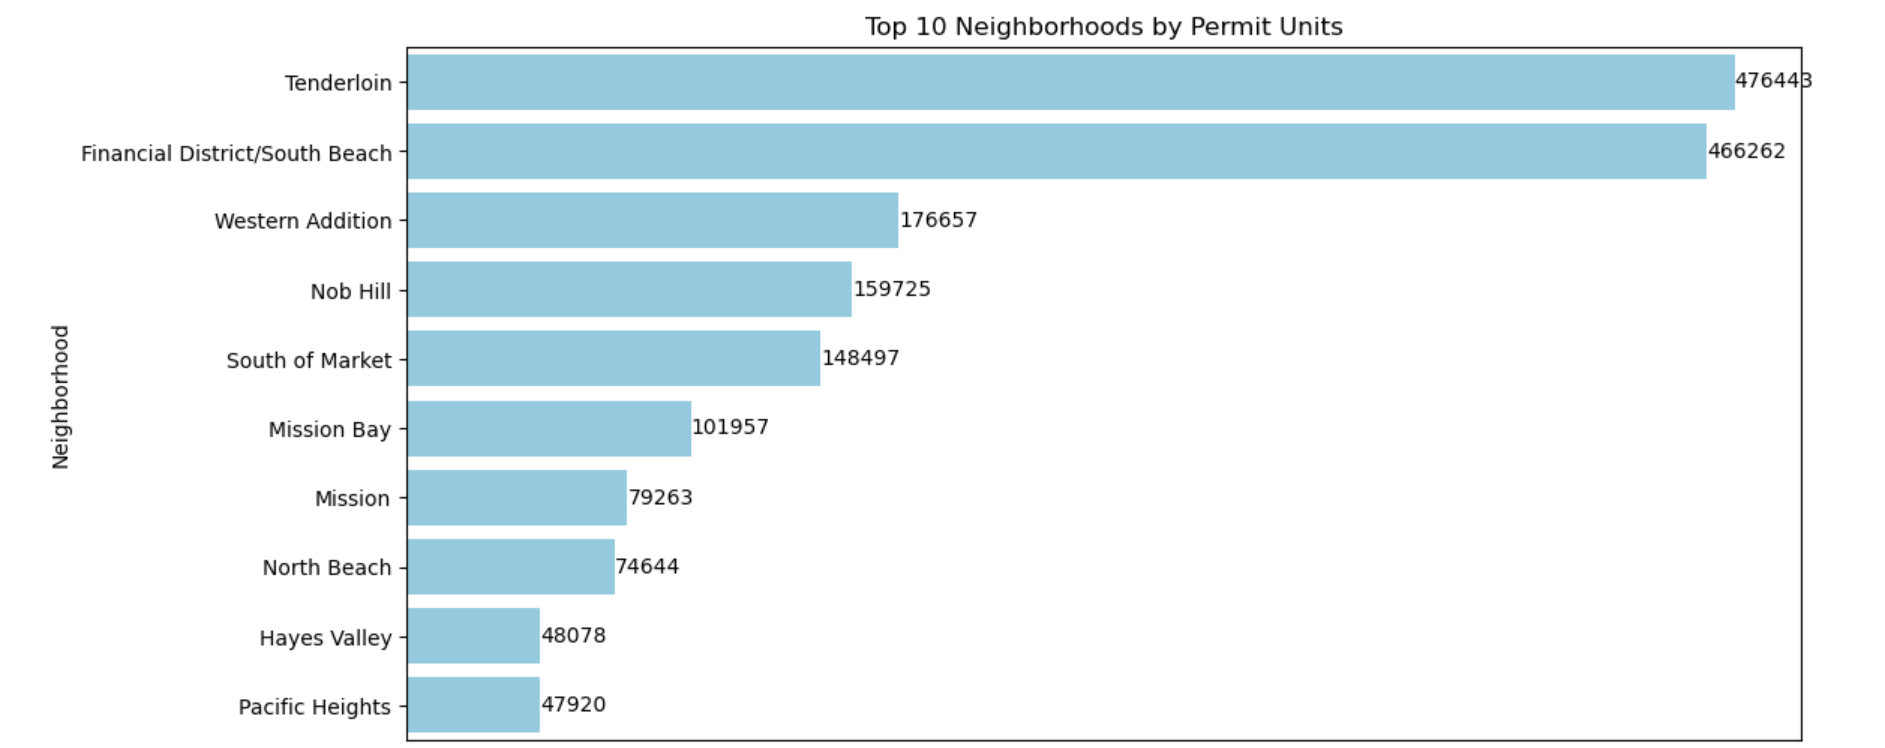 Top 10 Neighborhoods by Permit Units
Neighborhood
Tenderloin 476443
Financial District/South Beach 466262
Western Addition 176657
Nob Hill 159725
South of Market 148497
Mission Bay 101957
Mission 79263
North Beach 74644
Hayes Valley 48078
Pacific Heights 47920